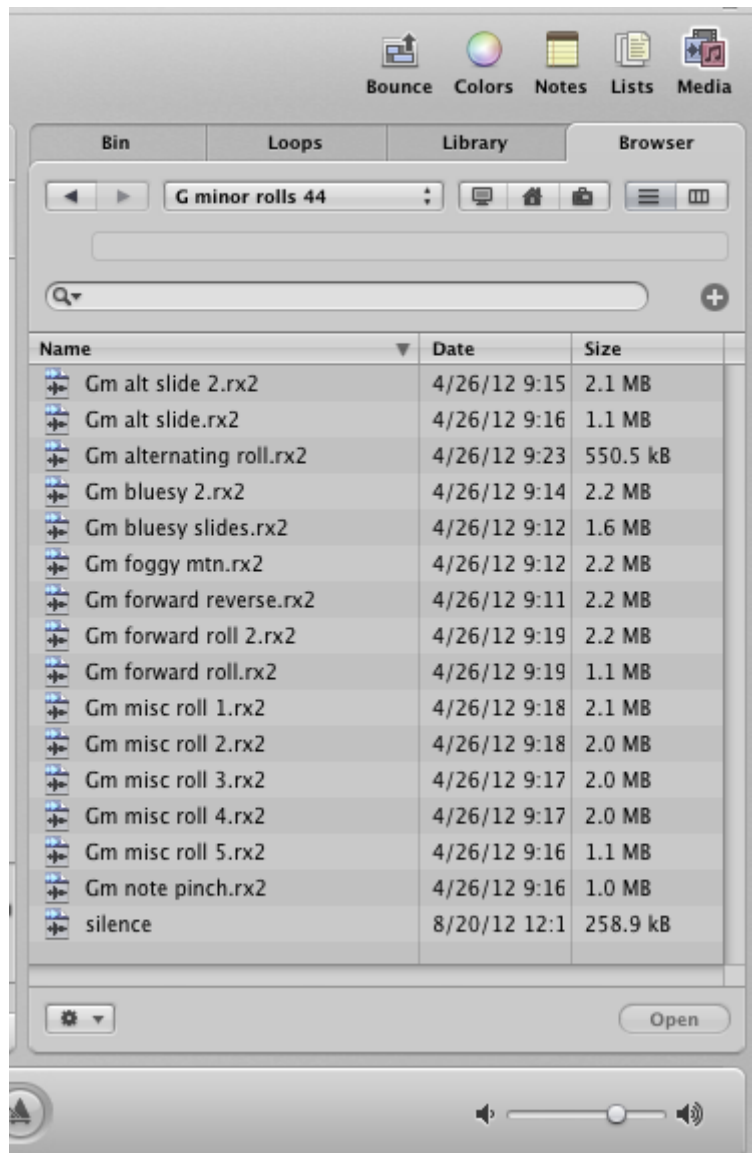 Bounce Colors Notes Lists Media
Bin Loops Library Browser
G minor rolls 44
Name Date Size
Gm alt slide 2.rx2 4/26/12 9:15 2.1 MB
Gm alt slide.rx2 4/26/12 9:16 1.1 MB
Gm alternating roll.rx2 4/26/12 9:23 550.5 kB
Gm bluesy 2.rx2 4/26/12 9:14 2.2 MB
Gm bluesy slides.rx2 4/26/12 9:12 1.6 MB
Gm foggy mtn.rx2 4/26/12 9:12 2.2 MB
Gm forward reverse.rx2 4/26/12 9:11 2.2 MB
Gm forward roll 2.rx2 4/26/12 9:19 2.2 MB
Gm forward roll.rx2 4/26/12 9:19 1.1 MB
Gm misc roll 1.rx2 4/26/12 9:18 2.1 MB
Gm misc roll 2.rx2 4/26/12 9:18 2.0 MB
Gm misc roll 3.rx2 4/26/12 9:17 2.0 MB
Gm misc roll 4.rx2 4/26/12 9:17 2.0 MB
Gm misc roll 5.rx2 4/26/12 9:16 1.1 MB
Gm note pinch.rx2 4/26/12 9:16 1.0 MB
silence 8/20/12 12:1 258.9 kB
Open